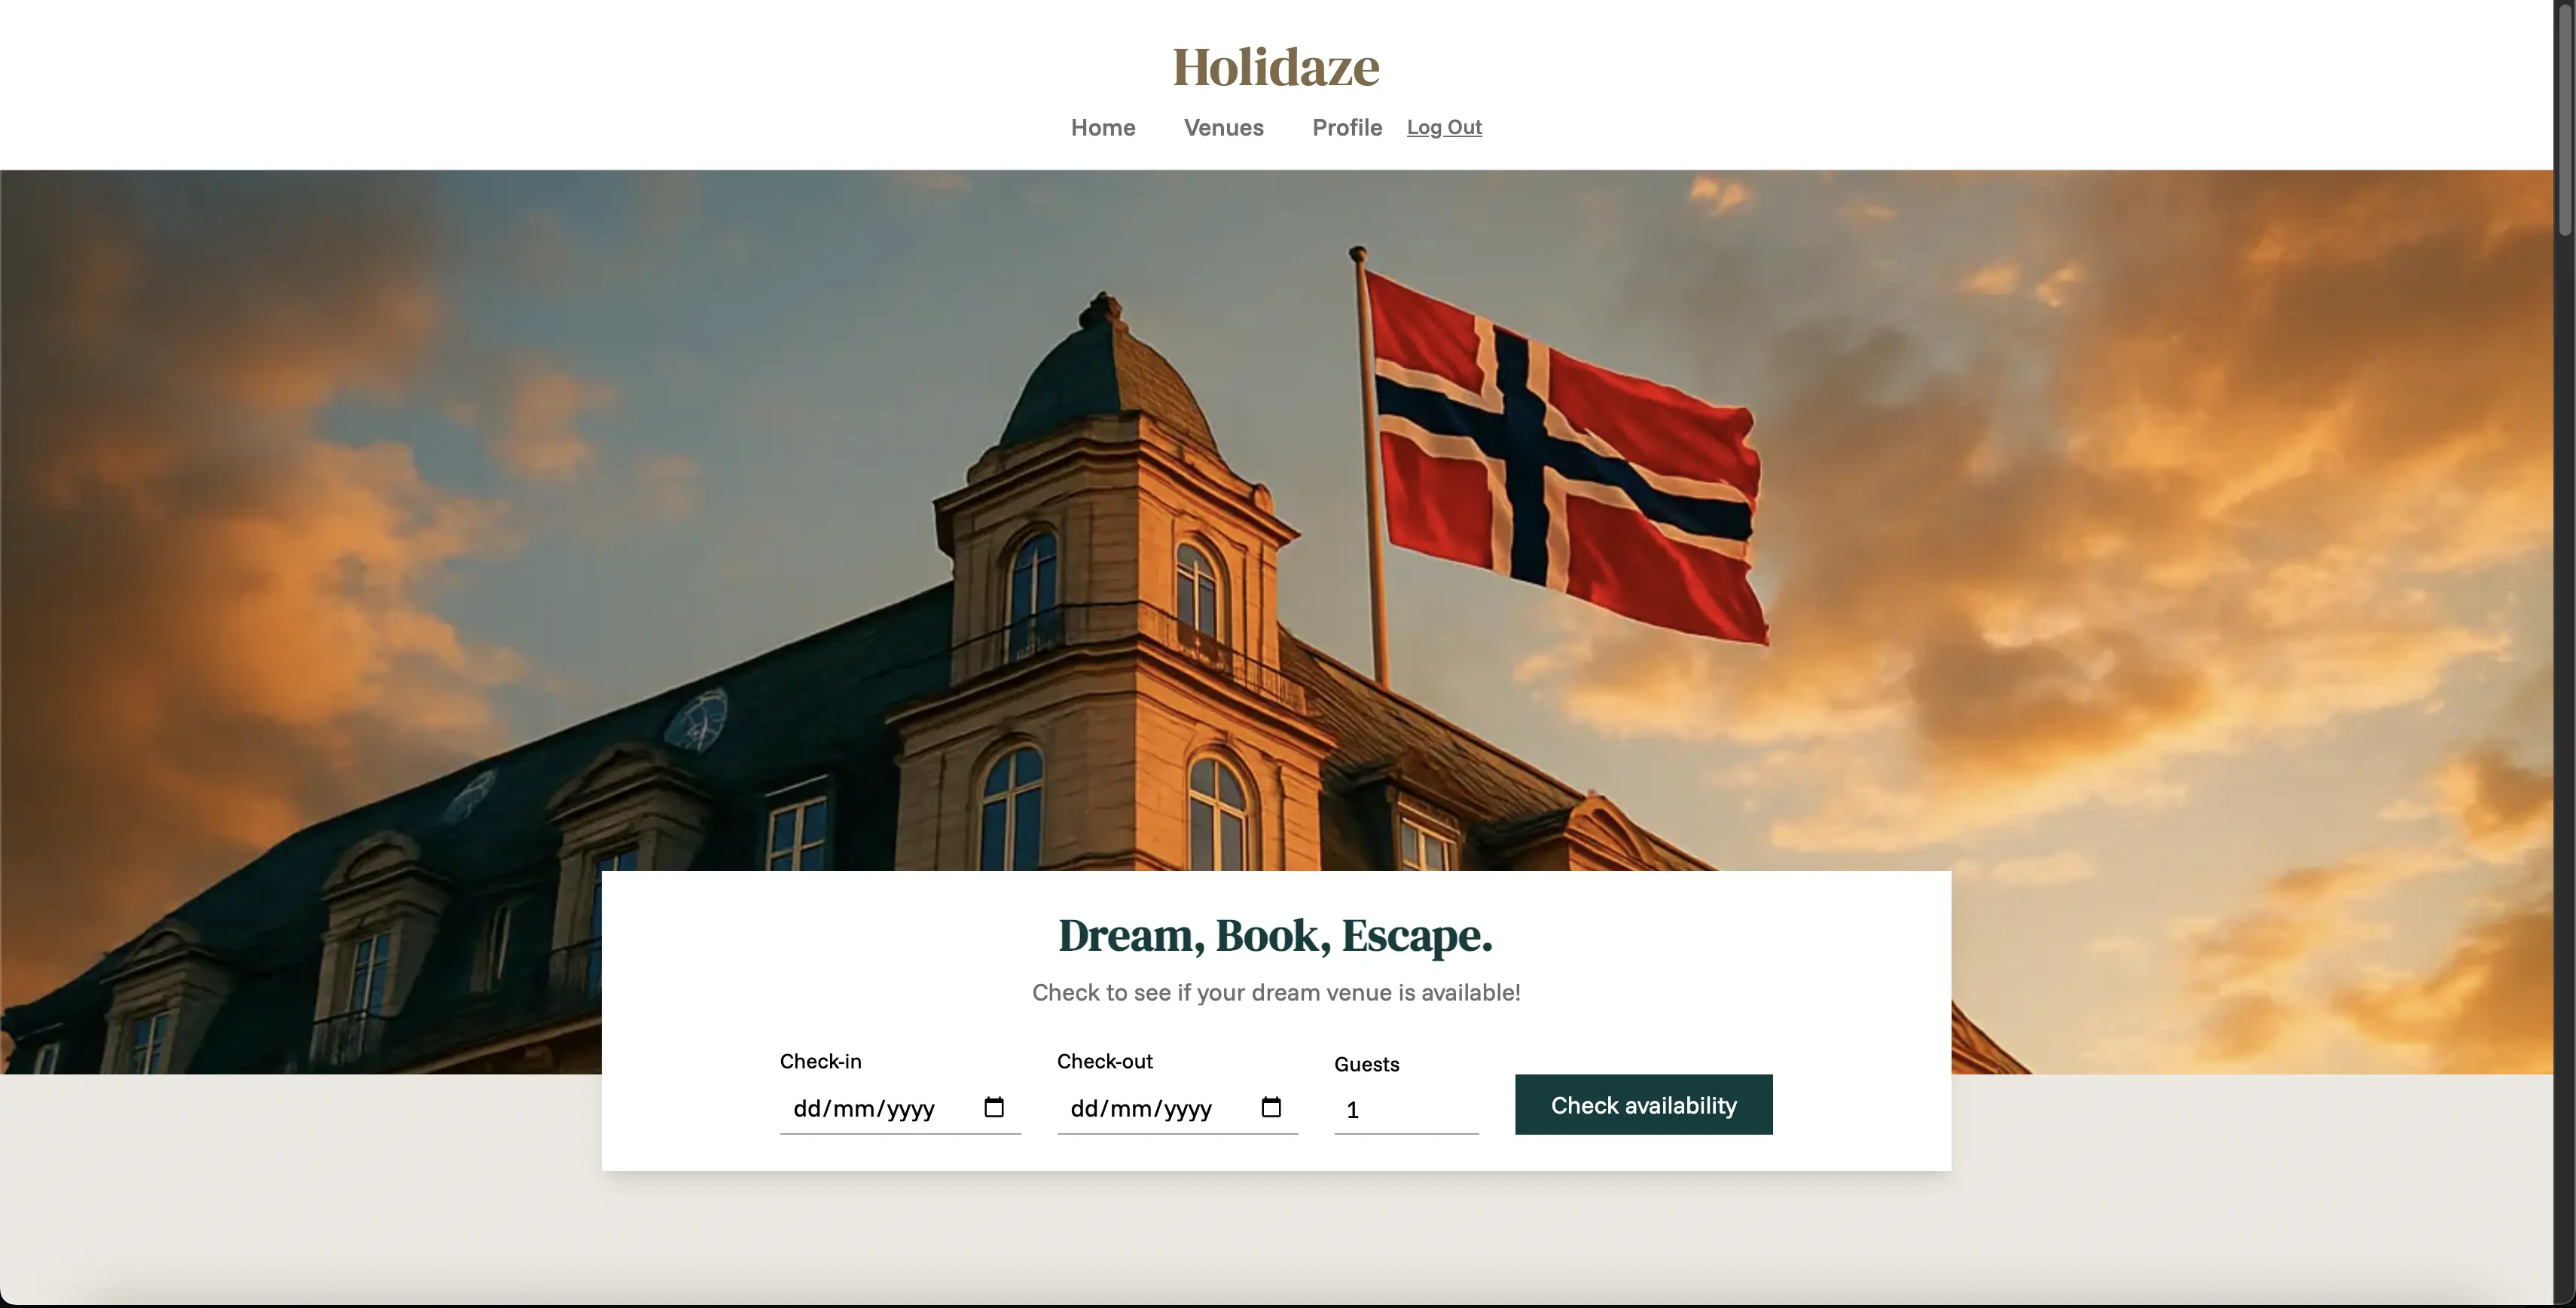 Holidaze
Home Venues Profile Log Out
Dream, Book, Escape.
Check to see if your dream venue is available!
Check-in Check-out Guests
dd/mm/yyyy dd/mm/yyyy 1 Check availability